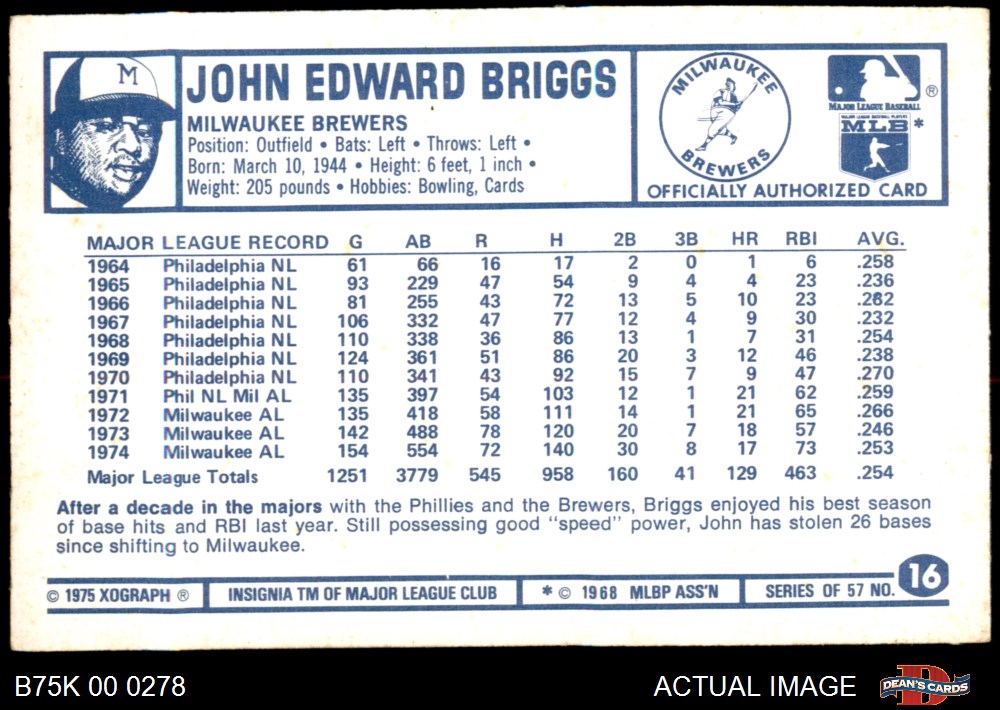 M
JOHN EDWARD BRIGGS
MILWAUKEE BREWERS
Position: Outfield • Bats: Left • Throws: Left •
Born: March 10, 1944 • Height: 6 feet, 1 inch •
Weight: 205 pounds • Hobbies: Bowling, Cards
MILWAUKEE
BREWERS
®
MAJOR LEAGUE BASEBALL
MAJOR LEAGUE BASEBALL PLAYERS
MLB *
OFFICIALLY AUTHORIZED CARD
MAJOR LEAGUE RECORD G AB R H 2B 3B HR RBI AVG.
1964 Philadelphia NL 61 66 16 17 2 0 1 6 .258
1965 Philadelphia NL 93 229 47 54 9 4 4 23 .236
1966 Philadelphia NL 81 255 43 72 13 5 10 23 .282
1967 Philadelphia NL 106 332 47 77 12 4 9 30 .232
1968 Philadelphia NL 110 338 36 86 13 1 7 31 .254
1969 Philadelphia NL 124 361 51 86 20 3 12 46 .238
1970 Philadelphia NL 110 341 43 92 15 7 9 47 .270
1971 Phil NL Mil AL 135 397 54 103 12 1 21 62 .259
1972 Milwaukee AL 135 418 58 111 14 1 21 65 .266
1973 Milwaukee AL 142 488 78 120 20 7 18 57 .246
1974 Milwaukee AL 154 554 72 140 30 8 17 73 .253
Major League Totals 1251 3779 545 958 160 41 129 463 .254
After a decade in the majors with the Phillies and the Brewers, Briggs enjoyed his best season
of base hits and RBI last year. Still possessing good "speed" power, John has stolen 26 bases
since shifting to Milwaukee.
© 1975 XOGRAPH ® INSIGNIA TM OF MAJOR LEAGUE CLUB * © 1968 MLBP ASS'N SERIES OF 57 NO. 16
B75K 00 0278 ACTUAL IMAGE D DEAN'S CARDS